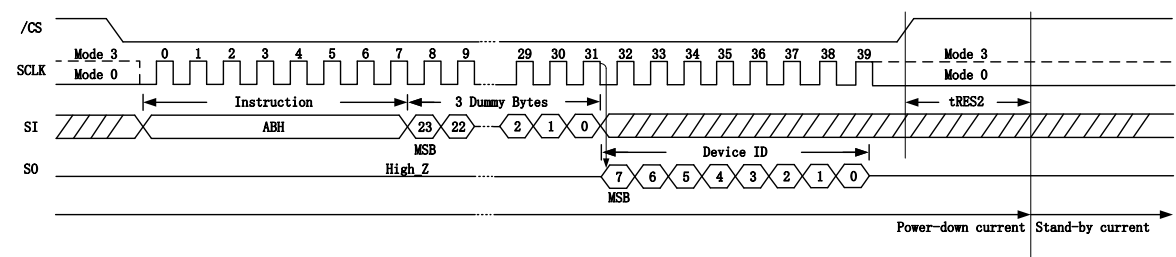 /CS
Mode 3 0 1 2 3 4 5 6 7 8 9 29 30 31 32 33 34 35 36 37 38 39 Mode 3
SCLK
Mode 0 Mode 0
Instruction 3 Dummy Bytes tRES2
SI ABH 23 22 2 1 0
MSB Device ID
SO High_Z 7 6 5 4 3 2 1 0
MSB
Power-down current Stand-by current